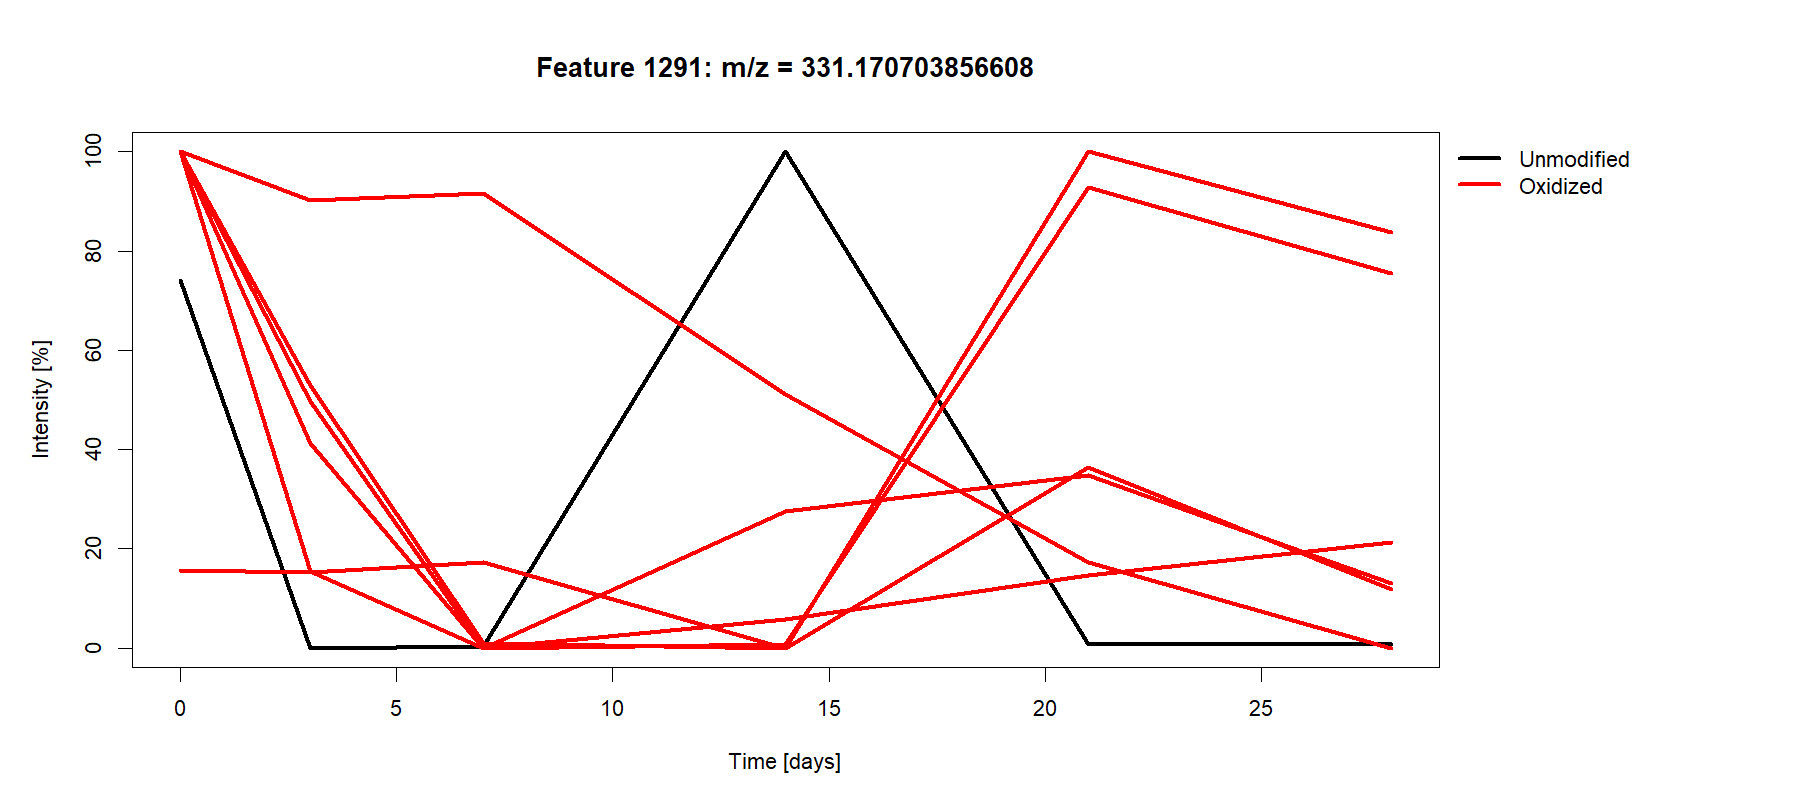 Feature 1291: m/z = 331.170703856608
Unmodified
Oxidized
Intensity [%]
100
80
60
40
20
0
0 5 10 15 20 25
Time [days]